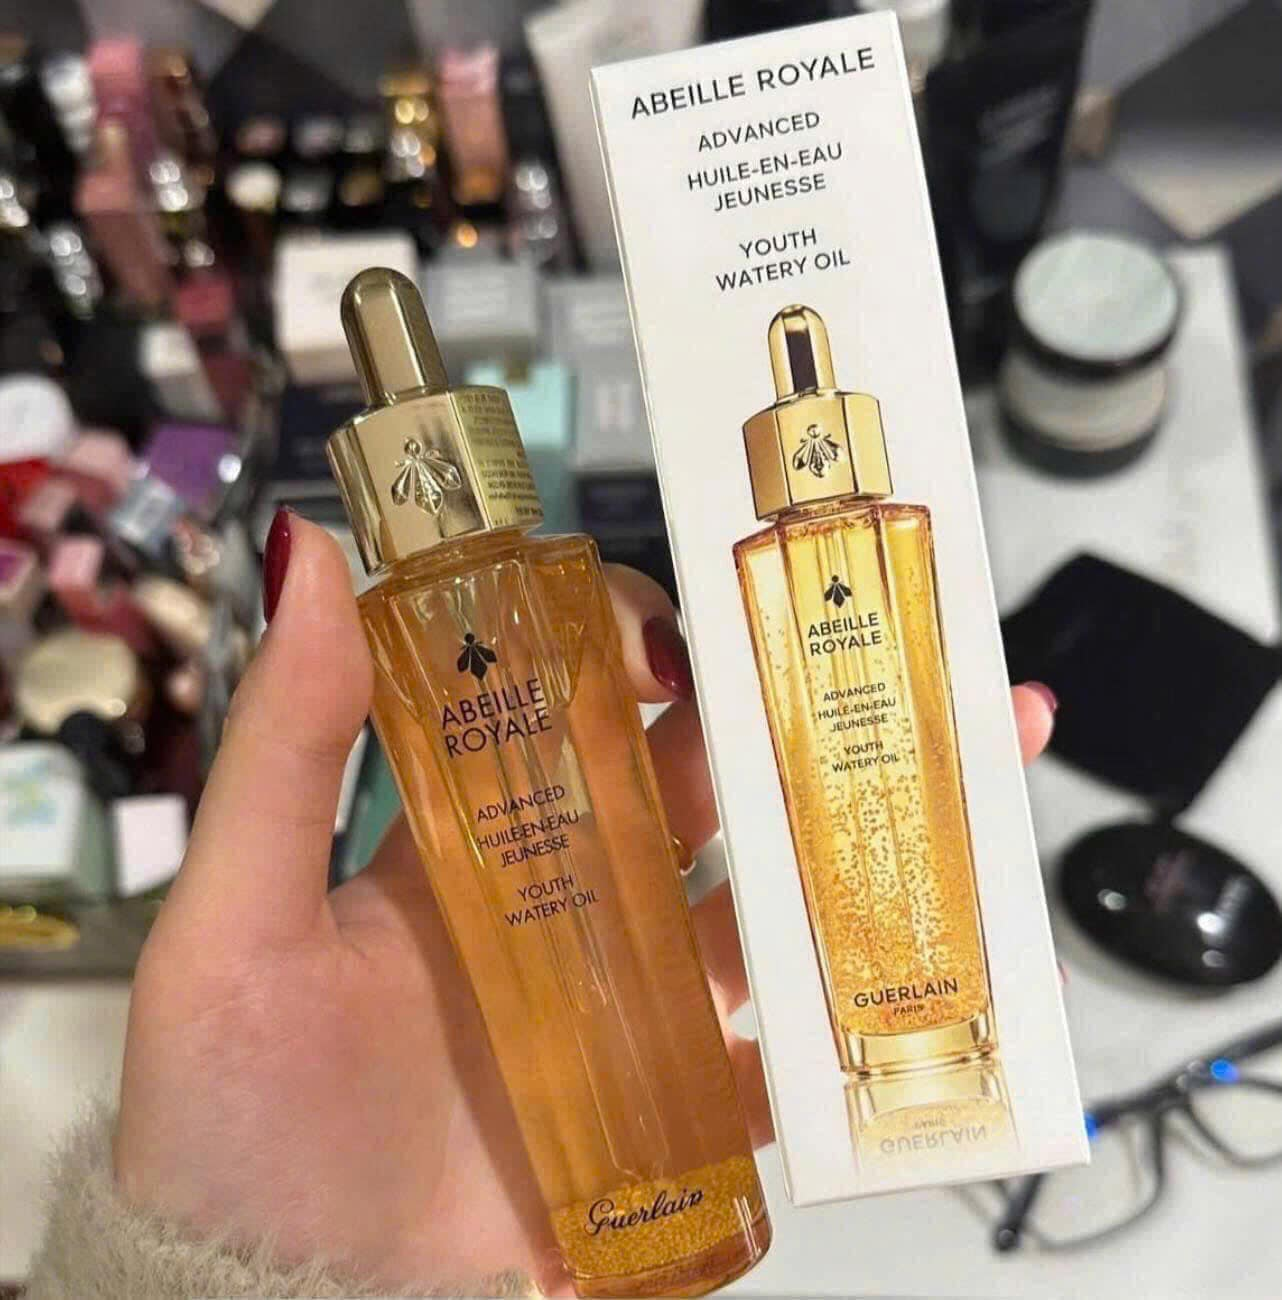 ABEILLE ROYALE
ADVANCED
HUILE-EN-EAU
JEUNESSE
YOUTH
WATERY OIL
ABEILLE
ROYALE
ADVANCED
HUILE-EN-EAU
JEUNESSE
YOUTH
WATERY OIL
GUERLAIN
PARIS
ABEILLE
ROYALE
ADVANCED
HUILE-EN-EAU
JEUNESSE
YOUTH
WATERY OIL
Guerlain